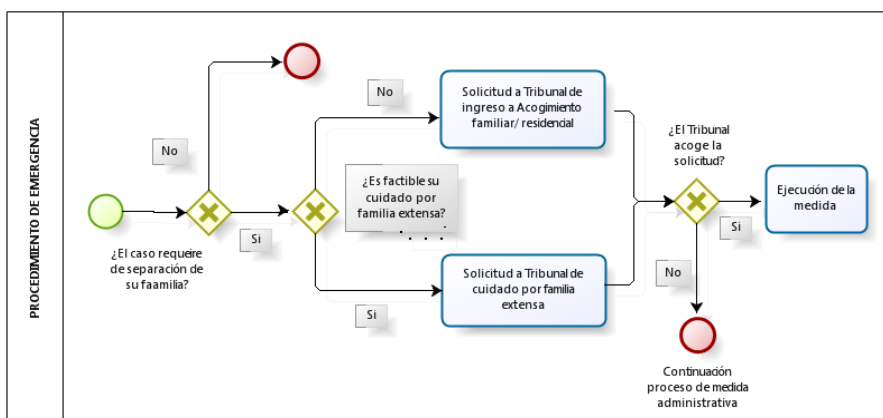 PROCEDIMIENTO DE EMERGENCIA
¿El caso requeire
de separación de
su faamilia?
No
Si
¿Es factible su
cuidado por
familia extensa?
No
Si
Solicitud a Tribunal de
ingreso a Acogimiento
familiar/ residencial
Solicitud a Tribunal de
cuidado por familia
extensa
¿El Tribunal
acoge la
solicitud?
Si
No
Ejecución de la
medida
Continuación
proceso de medida
administrativa